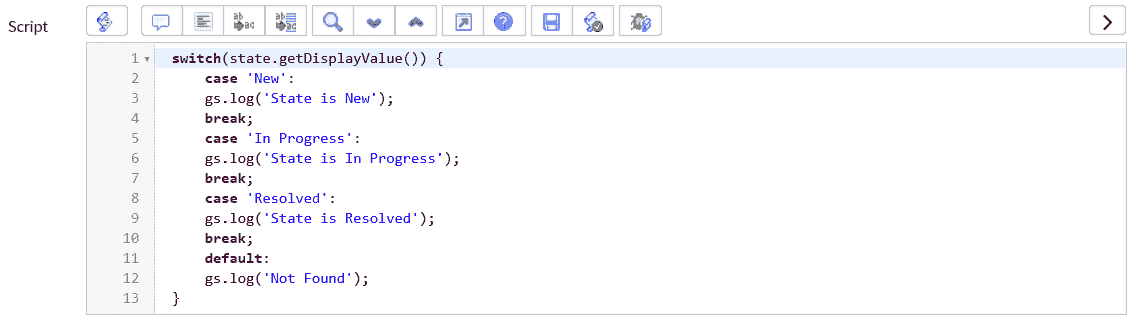 Script
1 switch(state.getDisplayValue()) {
2 case 'New':
3 gs.log('State is New');
4 break;
5 case 'In Progress':
6 gs.log('State is In Progress');
7 break;
8 case 'Resolved':
9 gs.log('State is Resolved');
10 break;
11 default:
12 gs.log('Not Found');
13 }